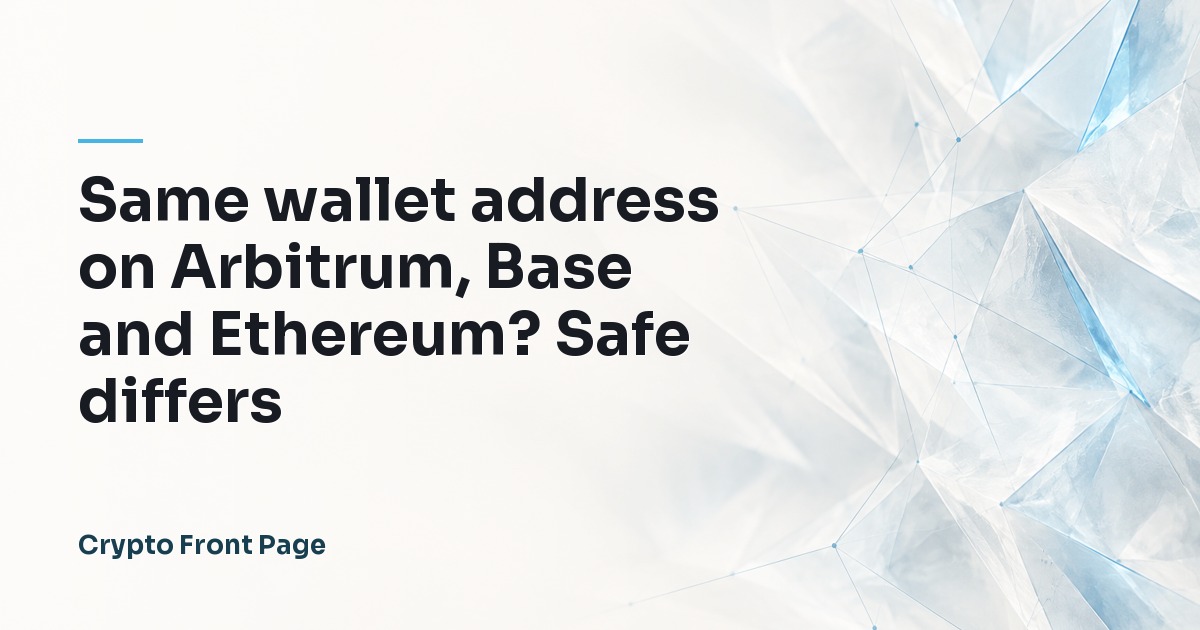 Same wallet address
on Arbitrum, Base
and Ethereum? Safe
differs
Crypto Front Page